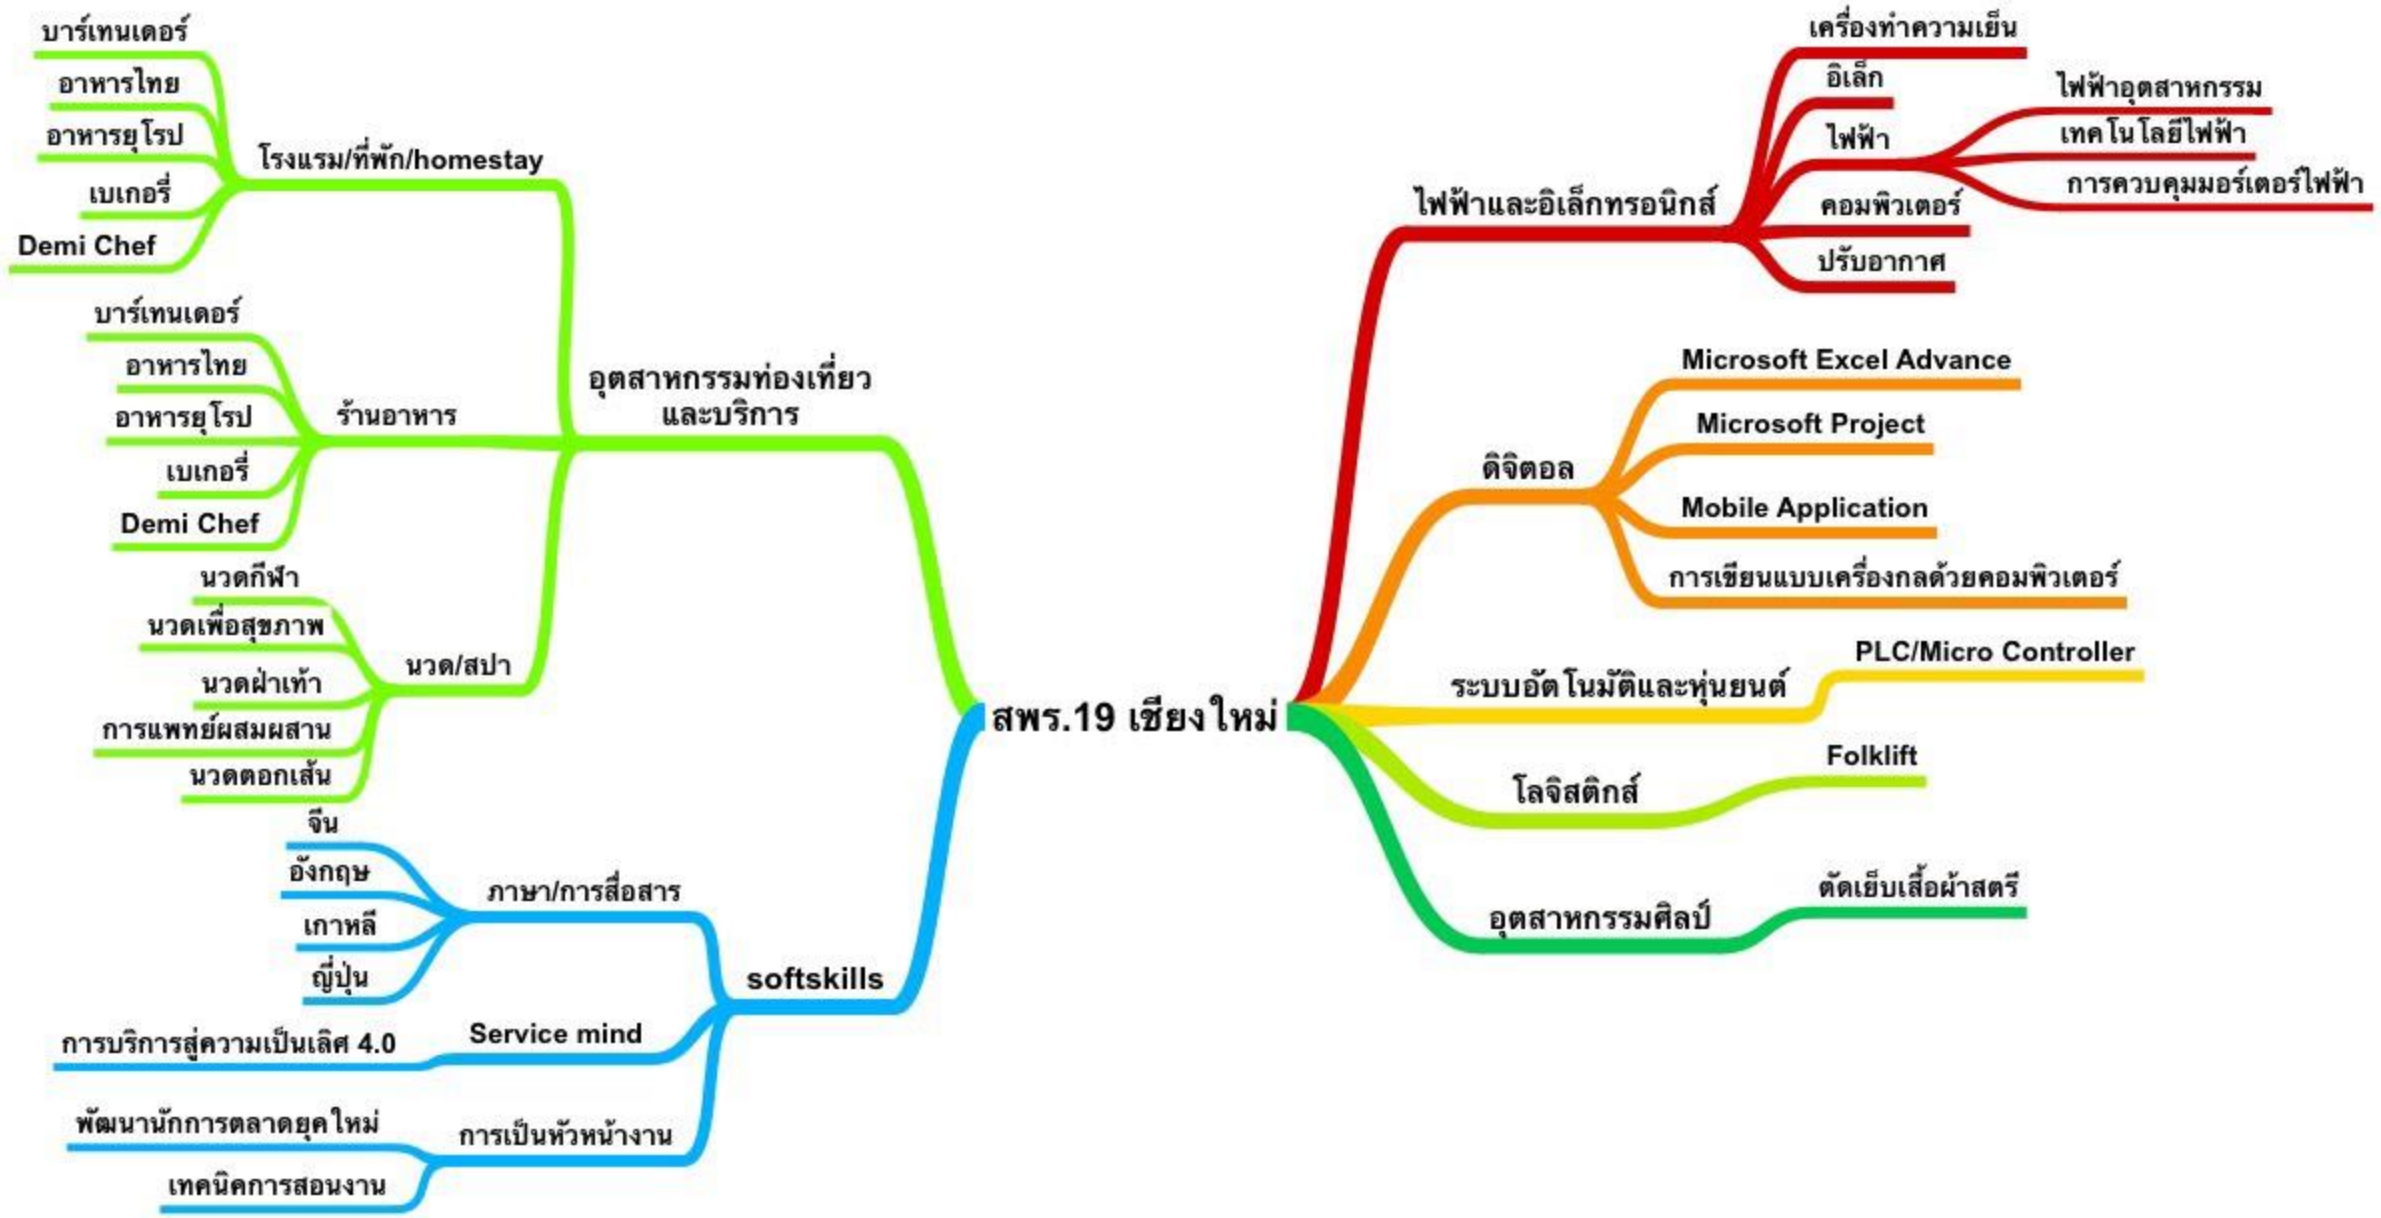 บาร์เทนเดอร์
อาหารไทย
อาหารยุโรป
เบเกอรี่
Demi Chef
โรงแรม/ที่พัก/homestay
บาร์เทนเดอร์
อาหารไทย
อาหารยุโรป
เบเกอรี่
Demi Chef
ร้านอาหาร
อุตสาหกรรมท่องเที่ยว
และบริการ
นวดกีฬา
นวดเพื่อสุขภาพ
นวดฝ่าเท้า
การแพทย์ผสมผสาน
นวดตอกเส้น
นวด/สปา
จีน
อังกฤษ
เกาหลี
ญี่ปุ่น
ภาษา/การสื่อสาร
softskills
การบริการสู่ความเป็นเลิศ 4.0
Service mind
พัฒนานักการตลาดยุคใหม่
เทคนิคการสอนงาน
การเป็นหัวหน้างาน
สพร.19 เชียงใหม่
เครื่องทำความเย็น
อิเล็ก
ไฟฟ้า
ไฟฟ้าอุตสาหกรรม
เทคโนโลยีไฟฟ้า
การควบคุมมอร์เตอร์ไฟฟ้า
ไฟฟ้าและอิเล็กทรอนิกส์
คอมพิวเตอร์
ปรับอากาศ
Microsoft Excel Advance
Microsoft Project
ดิจิตอล
Mobile Application
การเขียนแบบเครื่องกลด้วยคอมพิวเตอร์
ระบบอัตโนมัติและหุ่นยนต์
PLC/Micro Controller
โลจิสติกส์
Folklift
อุตสาหกรรมศิลป์
ตัดเย็บเสื้อผ้าสตรี